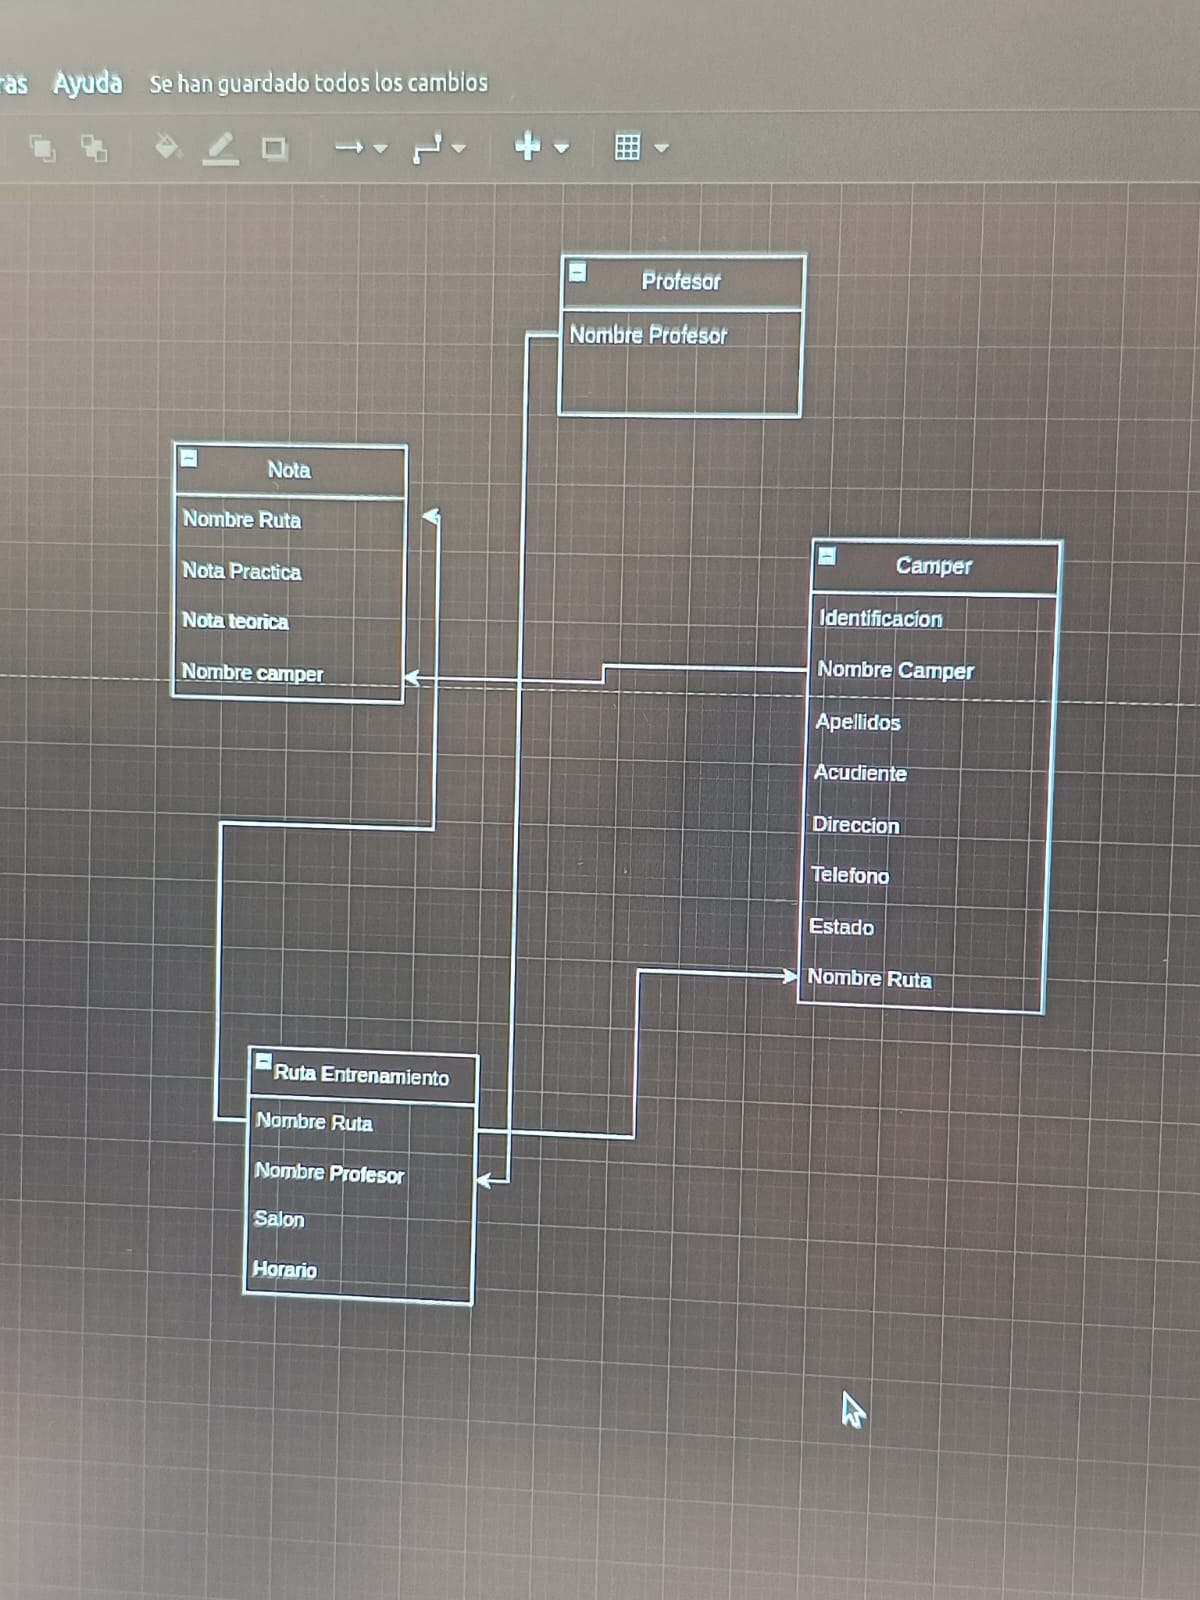 Ayuda Se han guardado todos los cambios
Profesor
Nombre Profesor
Nota
Nombre Ruta
Nota Practica
Nota teorica
Nombre camper
Camper
Identificacion
Nombre Camper
Apellidos
Acudiente
Direccion
Telefono
Estado
Nombre Ruta
Ruta Entrenamiento
Nombre Ruta
Nombre Profesor
Salon
Horario